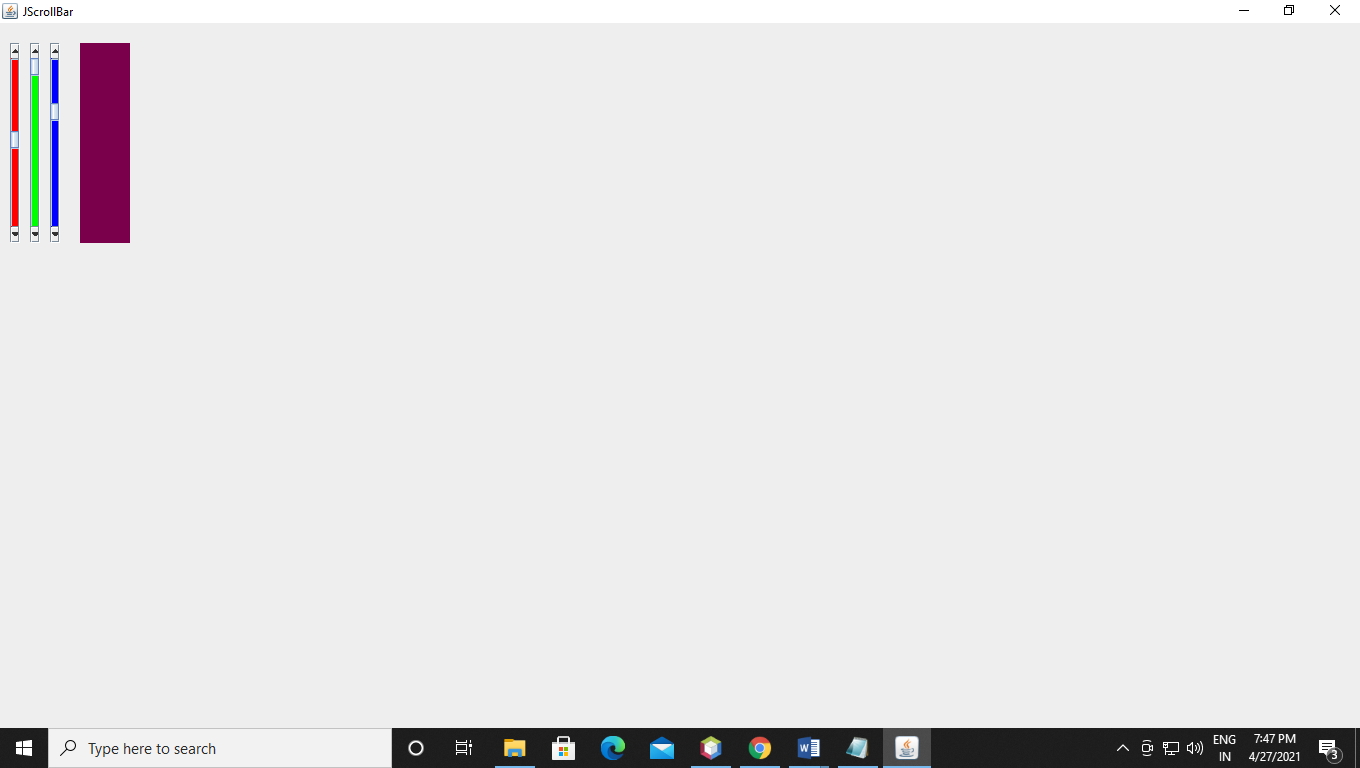 JScrollBar
Type here to search
W
ENG
IN
7:47 PM
4/27/2021
3